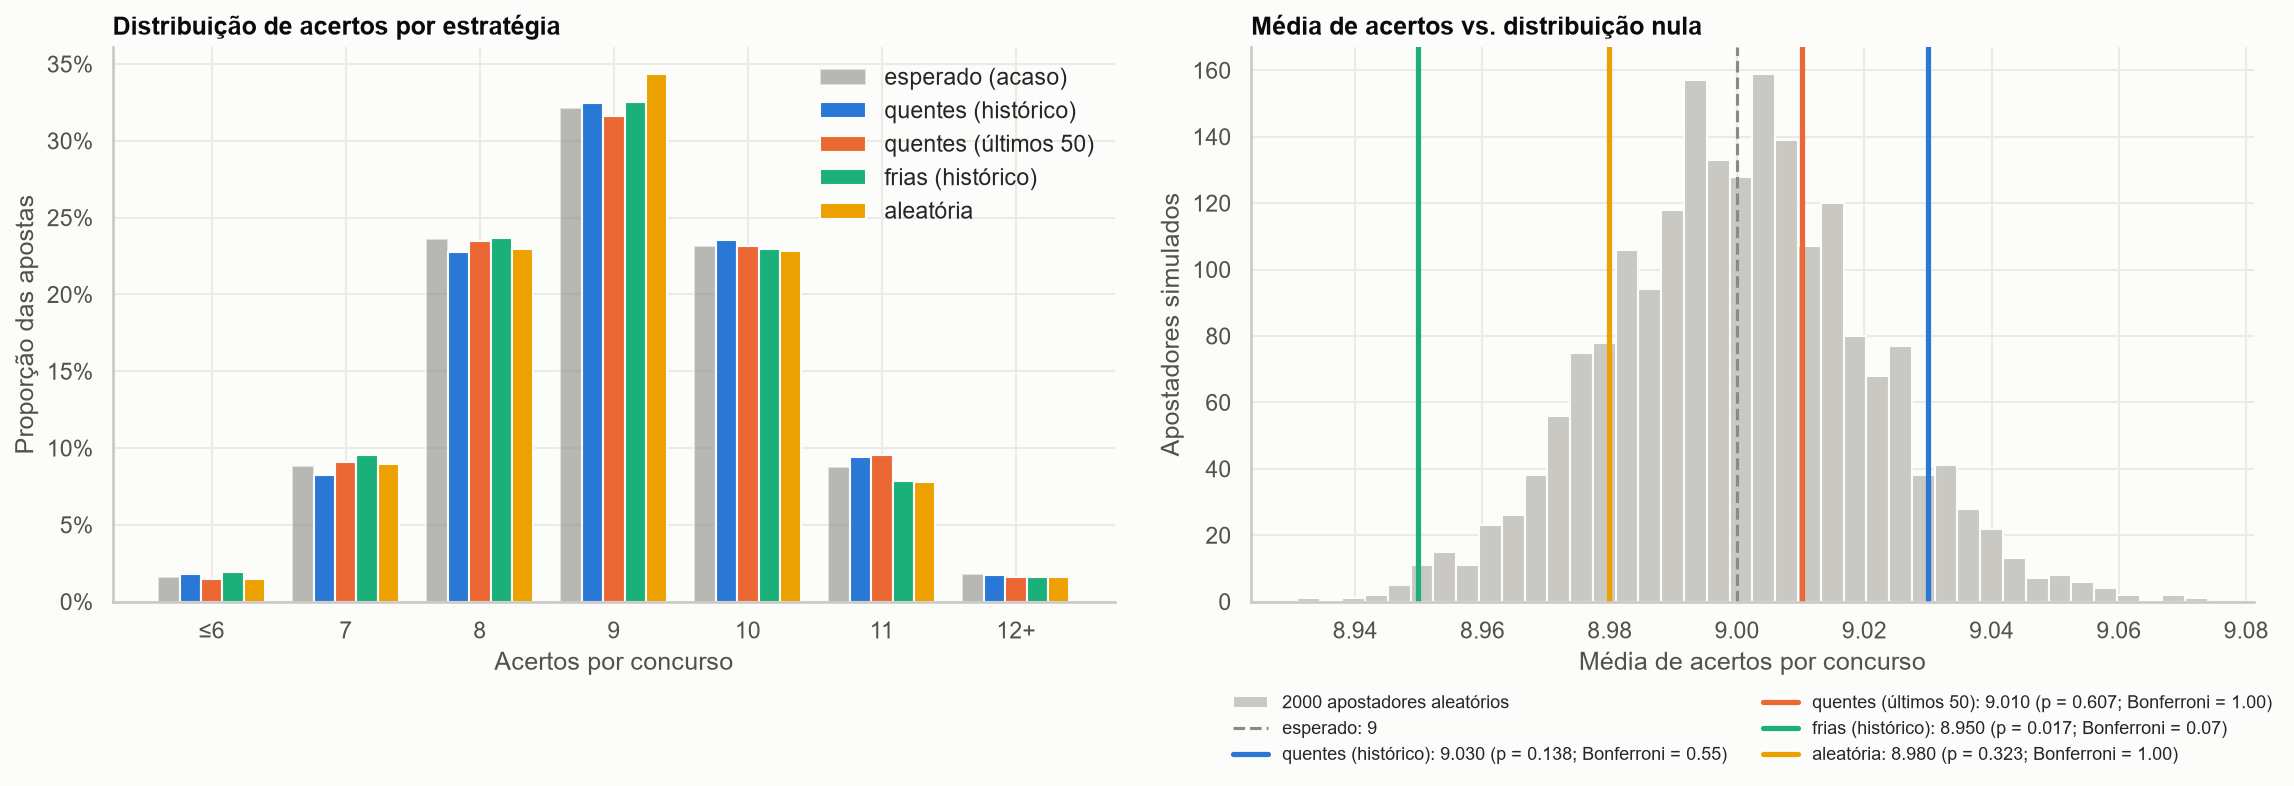 Distribuição de acertos por estratégia
35%
30%
25%
20%
15%
10%
5%
0%
Proporção das apostas
esperado (acaso)
quentes (histórico)
quentes (últimos 50)
frias (histórico)
aleatória
≤6 7 8 9 10 11 12+
Acertos por concurso
Média de acertos vs. distribuição nula
160
140
120
100
80
60
40
20
0
Apostadores simulados
8.94 8.96 8.98 9.00 9.02 9.04 9.06 9.08
Média de acertos por concurso
2000 apostadores aleatórios
esperado: 9
quentes (histórico): 9.030 (p = 0.138; Bonferroni = 0.55)
quentes (últimos 50): 9.010 (p = 0.607; Bonferroni = 1.00)
frias (histórico): 8.950 (p = 0.017; Bonferroni = 0.07)
aleatória: 8.980 (p = 0.323; Bonferroni = 1.00)